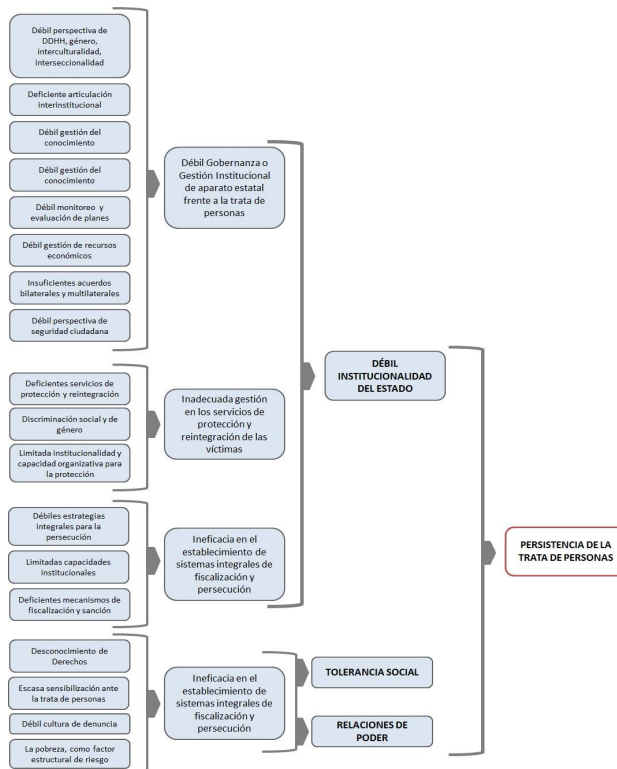 Débil perspectiva de
DDHH, género,
interculturalidad,
interseccionalidad
Deficiente articulación
interinstitucional
Débil gestión del
conocimiento
Débil gestión del
conocimiento
Débil monitoreo y
evaluación de planes
Débil gestión de recursos
económicos
Insuficientes acuerdos
bilaterales y multilaterales
Débil perspectiva de
seguridad ciudadana
Débil Gobernanza o
Gestión Institucional
de aparato estatal
frente a la trata de
personas
Deficientes servicios de
protección y reintegración
Discriminación social y de
género
Limitada institucionalidad y
capacidad organizativa para
la protección
Inadecuada gestión
en los servicios de
protección y
reintegración de las
víctimas
Débiles estrategias
integrales para la
persecución
Limitadas capacidades
institucionales
Deficientes mecanismos de
fiscalización y sanción
Ineficacia en el
establecimiento de
sistemas integrales de
fiscalización y
persecución
DÉBIL
INSTITUCIONALIDAD
DEL ESTADO
Desconocimiento de
Derechos
Escasa sensibilización ante
la trata de personas
Débil cultura de denuncia
La pobreza, como factor
estructural de riesgo
Ineficacia en el
establecimiento de
sistemas integrales de
fiscalización y
persecución
TOLERANCIA SOCIAL
RELACIONES DE
PODER
PERSISTENCIA DE LA
TRATA DE PERSONAS